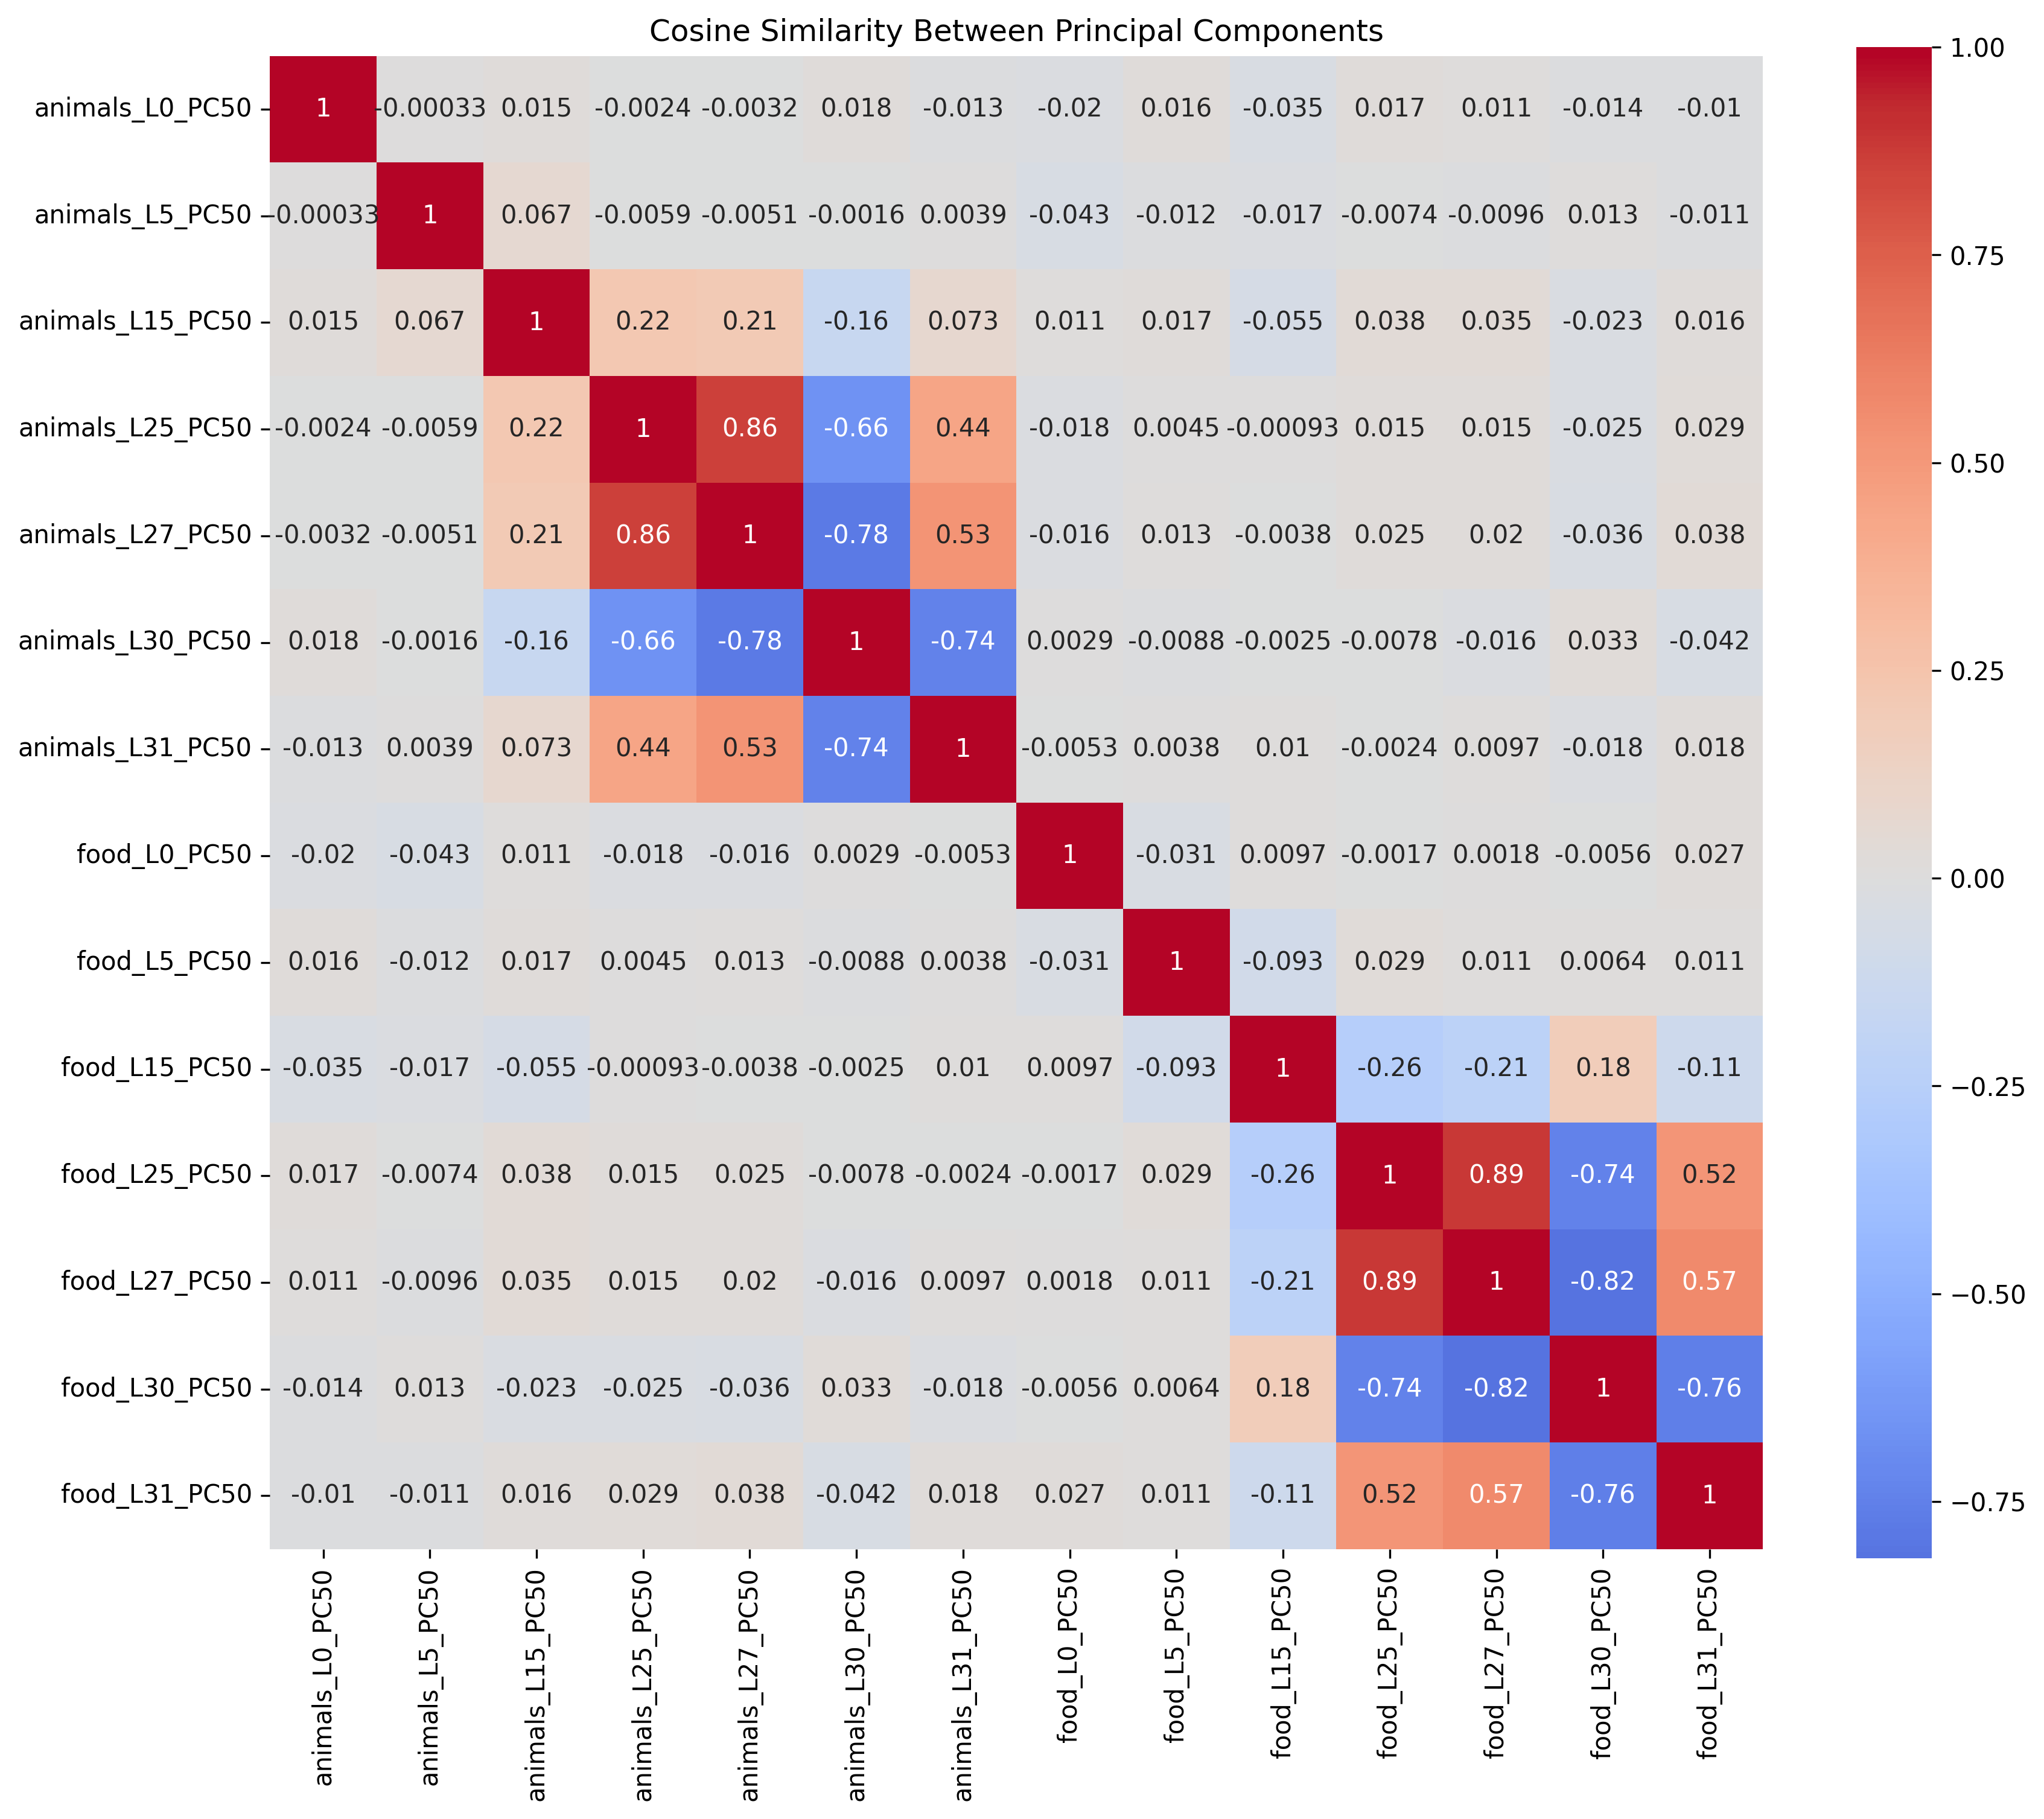 Cosine Similarity Between Principal Components
animals_L0_PC50 1 -0.00033 0.015 -0.0024 -0.0032 0.018 -0.013 -0.02 0.016 -0.035 0.017 0.011 -0.014 -0.01
animals_L5_PC50 -0.00033 1 0.067 -0.0059 -0.0051 -0.0016 0.0039 -0.043 -0.012 -0.017 -0.0074 -0.0096 0.013 -0.011
animals_L15_PC50 0.015 0.067 1 0.22 0.21 -0.16 0.073 0.011 0.017 -0.055 0.038 0.035 -0.023 0.016
animals_L25_PC50 -0.0024 -0.0059 0.22 1 0.86 -0.66 0.44 -0.018 0.0045 -0.00093 0.015 0.015 -0.025 0.029
animals_L27_PC50 -0.0032 -0.0051 0.21 0.86 1 -0.78 0.53 -0.016 0.013 -0.0038 0.025 0.02 -0.036 0.038
animals_L30_PC50 0.018 -0.0016 -0.16 -0.66 -0.78 1 -0.74 0.0029 -0.0088 -0.0025 -0.0078 -0.016 0.033 -0.042
animals_L31_PC50 -0.013 0.0039 0.073 0.44 0.53 -0.74 1 -0.0053 0.0038 0.01 -0.0024 0.0097 -0.018 0.018
food_L0_PC50 -0.02 -0.043 0.011 -0.018 -0.016 0.0029 -0.0053 1 -0.031 0.0097 -0.0017 0.0018 -0.0056 0.027
food_L5_PC50 0.016 -0.012 0.017 0.0045 0.013 -0.0088 0.0038 -0.031 1 -0.093 0.029 0.011 0.0064 0.011
food_L15_PC50 -0.035 -0.017 -0.055 -0.00093 -0.0038 -0.0025 0.01 0.0097 -0.093 1 -0.26 -0.21 0.18 -0.11
food_L25_PC50 0.017 -0.0074 0.038 0.015 0.025 -0.0078 -0.0024 -0.0017 0.029 -0.26 1 0.89 -0.74 0.52
food_L27_PC50 0.011 -0.0096 0.035 0.015 0.02 -0.016 0.0097 0.0018 0.011 -0.21 0.89 1 -0.82 0.57
food_L30_PC50 -0.014 0.013 -0.023 -0.025 -0.036 0.033 -0.018 -0.0056 0.0064 0.18 -0.74 -0.82 1 -0.76
food_L31_PC50 -0.01 -0.011 0.016 0.029 0.038 -0.042 0.018 0.027 0.011 -0.11 0.52 0.57 -0.76 1
animals_L0_PC50
animals_L5_PC50
animals_L15_PC50
animals_L25_PC50
animals_L27_PC50
animals_L30_PC50
animals_L31_PC50
food_L0_PC50
food_L5_PC50
food_L15_PC50
food_L25_PC50
food_L27_PC50
food_L30_PC50
food_L31_PC50
1.00
0.75
0.50
0.25
0.00
−0.25
−0.50
−0.75